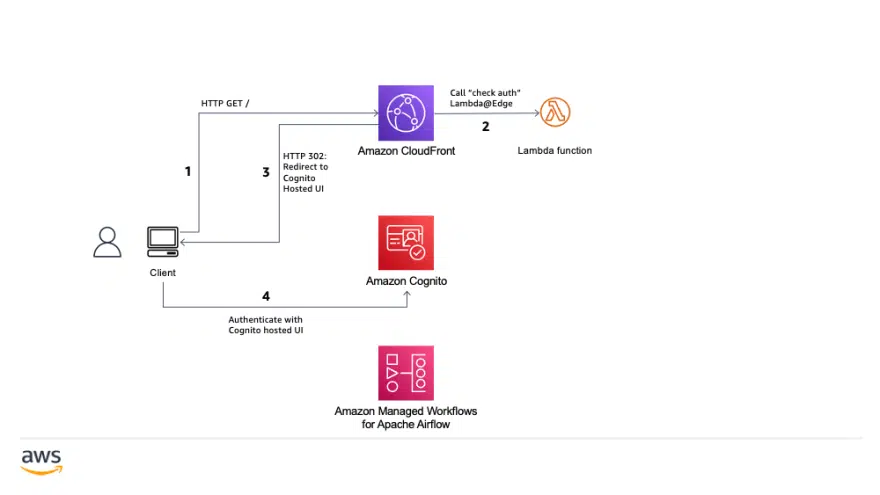 HTTP GET /
Call "check auth"
Lambda@Edge
2
Amazon CloudFront
Lambda function
1
3
HTTP 302:
Redirect to
Cognito
Hosted UI
Client
Amazon Cognito
4
Authenticate with
Cognito hosted UI
Amazon Managed Workflows
for Apache Airflow
aws